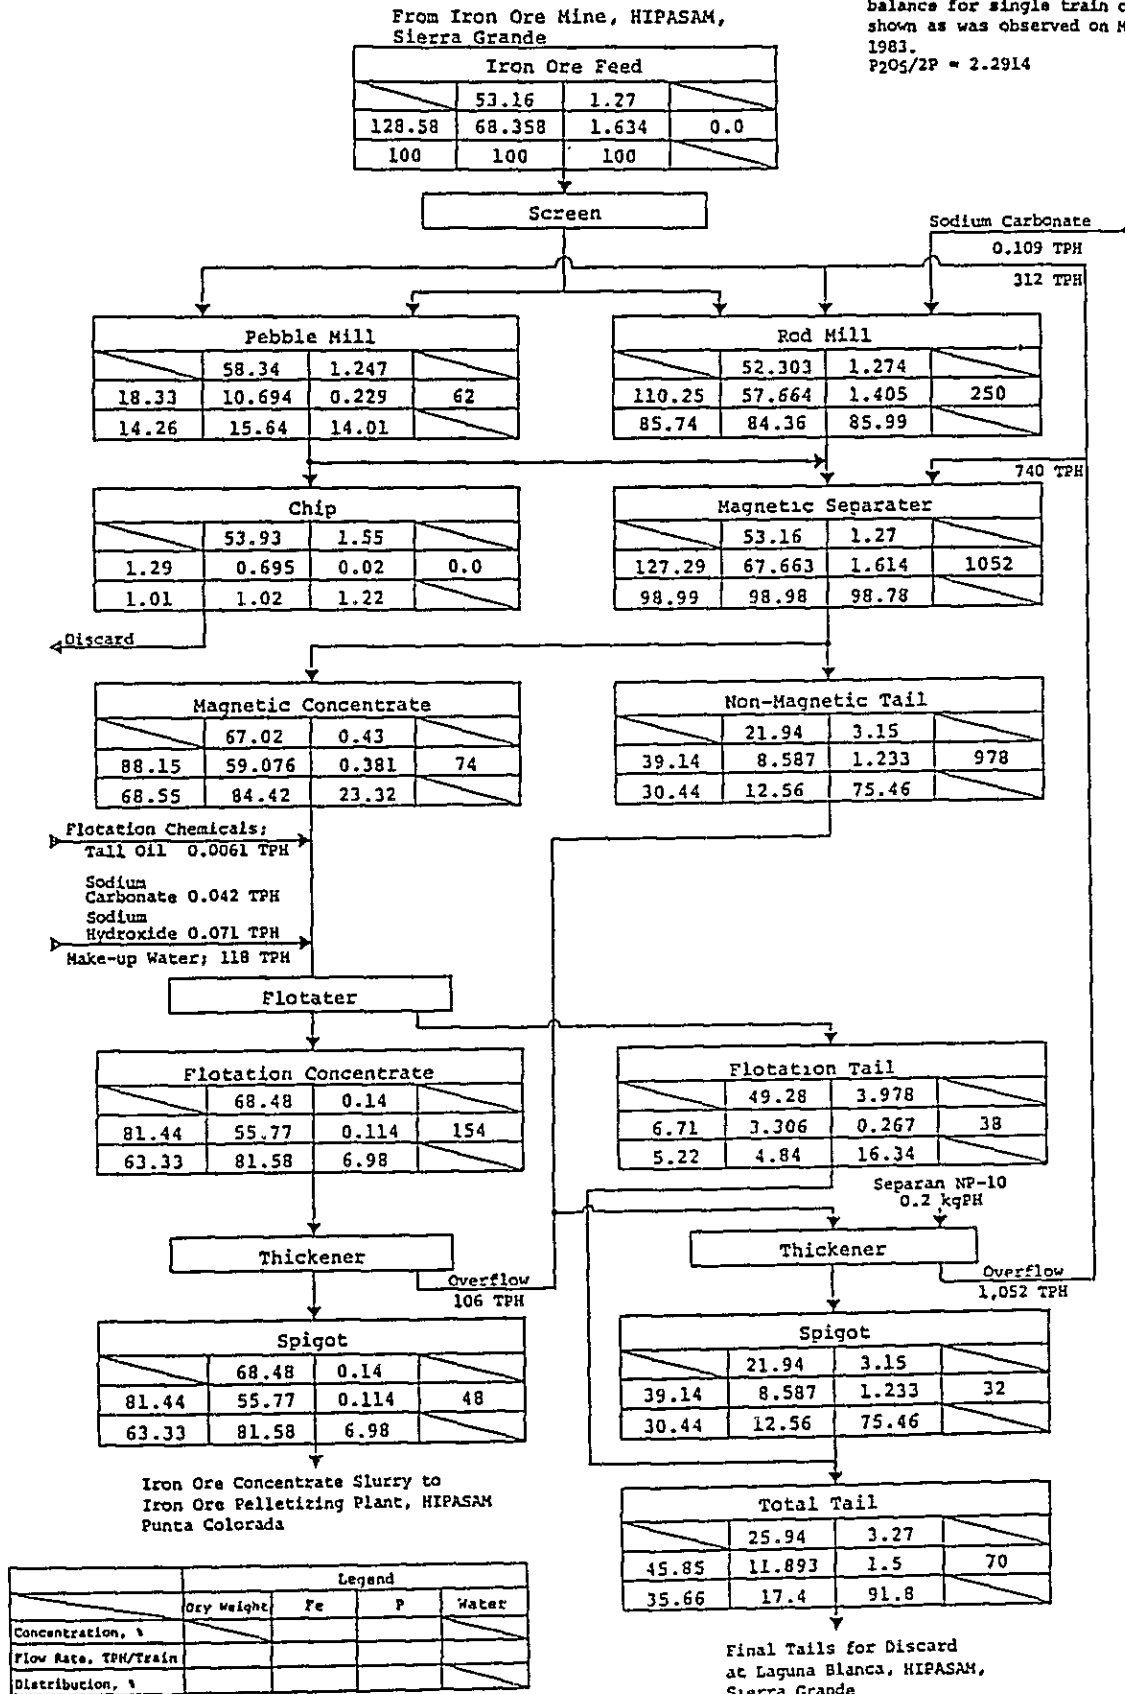 balance for single train
shown as was observed on
1983.
P2O5/2P = 2.2914
From Iron Ore Mine, HIPASAM,
Sierra Grande
Iron Ore Feed
53.16 1.27
128.58 68.358 1.634 0.0
100 100 100
Screen
Sodium Carbonate
0.109 TPH
312 TPH
Pebble Mill
58.34 1.247
18.33 10.694 0.229 62
14.26 15.64 14.01
Rod Mill
52.303 1.274
110.25 57.664 1.405 250
85.74 84.36 85.99
740 TPH
Chip
53.93 1.55
1.29 0.695 0.02 0.0
1.01 1.02 1.22
Discard
Magnetic Separater
53.16 1.27
127.29 67.663 1.614 1052
98.99 98.98 98.78
Magnetic Concentrate
67.02 0.43
88.15 59.076 0.381 74
68.55 84.42 23.32
Non-Magnetic Tail
21.94 3.15
39.14 8.587 1.233 978
30.44 12.56 75.46
Flotation Chemicals;
Tall Oil 0.0061 TPH
Sodium
Carbonate 0.042 TPH
Sodium
Hydroxide 0.071 TPH
Make-up Water; 118 TPH
Flotater
Flotation Concentrate
68.48 0.14
81.44 55.77 0.114 154
63.33 81.58 6.98
Flotation Tail
49.28 3.978
6.71 3.306 0.267 38
5.22 4.84 16.34
Separan NP-10
0.2 kgPH
Thickener
Overflow
106 TPH
Thickener
Overflow
1,052 TPH
Spigot
68.48 0.14
81.44 55.77 0.114 48
63.33 81.58 6.98
Spigot
21.94 3.15
39.14 8.587 1.233 32
30.44 12.56 75.46
Iron Ore Concentrate Slurry to
Iron Ore Pelletizing Plant, HIPASAM
Punta Colorada
Total Tail
25.94 3.27
45.85 11.893 1.5 70
35.66 17.4 91.8
Final Tails for Discard
at Laguna Blanca, HIPASAM,
Sierra Grande
Legend
Dry Weight Fe P Water
Concentration, %
Flow Rate, TPH/Train
Distribution, %